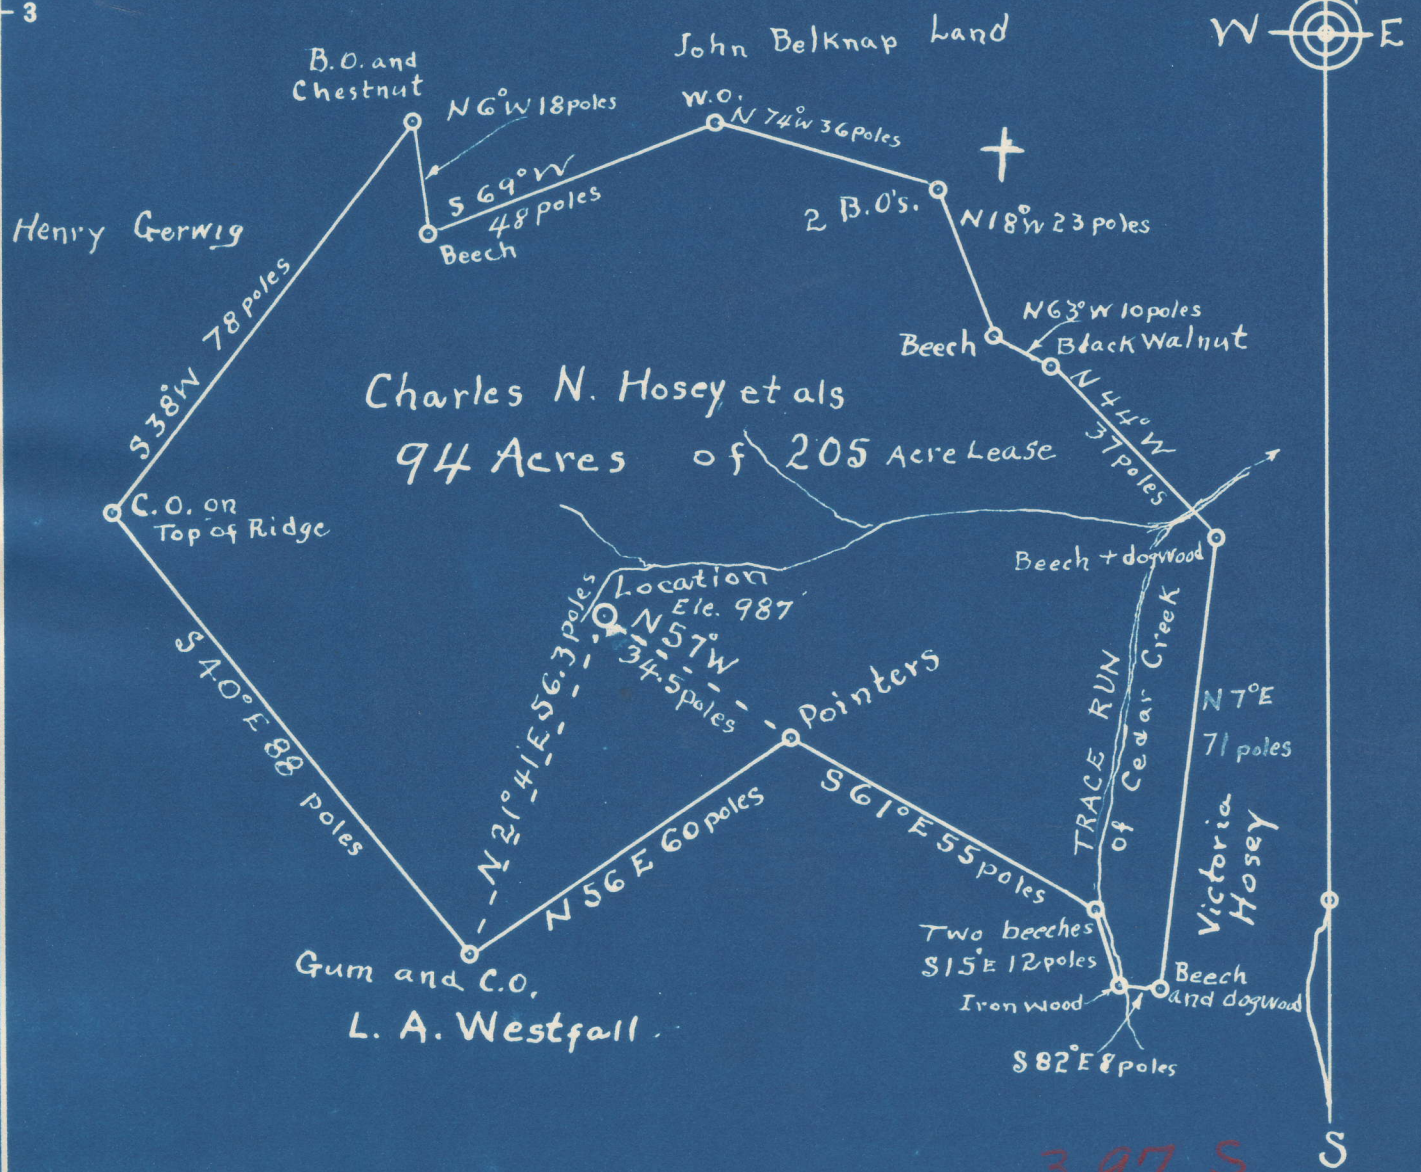 3
W E
John Belknap Land
B.O. and
Chestnut
N 6° W 18 poles
W.O.
N 74° W 36 poles
S 69° W
48 poles
Beech
2 B.O's.
N 18° W 23 poles
Henry Gerwig
S 38° W 78 poles
N 63° W 10 poles
Beech
Black Walnut
N 44° W
37 poles
Charles N. Hosey et als
94 Acres of 205 Acre Lease
C.O. on
Top of Ridge
Beech + dogwood
Location
Ele. 987
N 57° W
34.5 poles
N 21° 41 E 56.3 poles
Pointers
S 40° E 88 poles
N 56 E 60 poles
S 61° E 55 poles
TRACE RUN
of Cedar Creek
N 7° E
71 poles
Victoria
Hosey
Two beeches
S 15° E 12 poles
Iron wood
Beech
and dogwood
S 82° E 8 poles
Gum and C.O.
L. A. Westfall
S